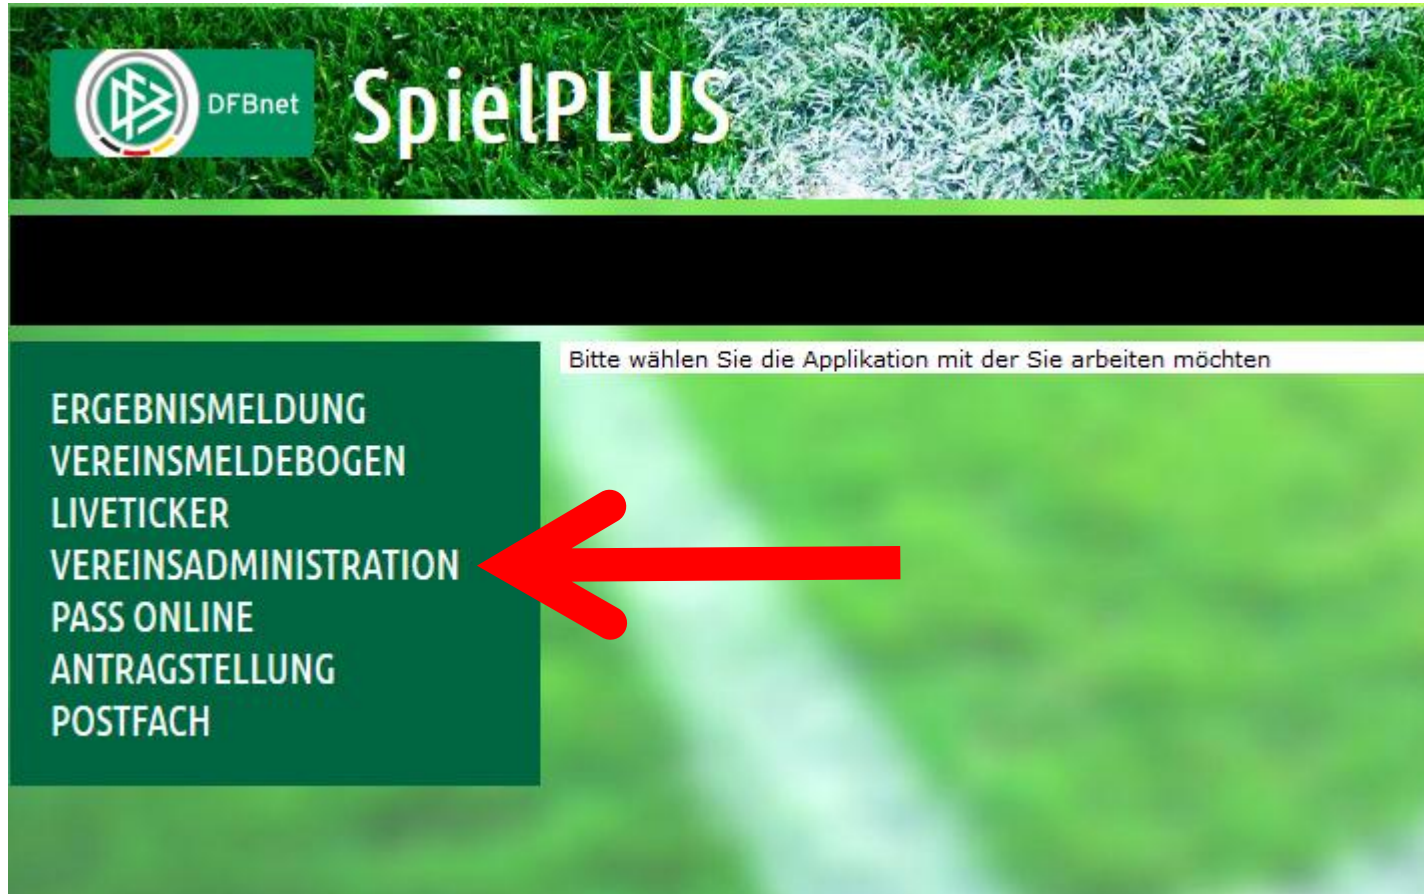 DFBnet
SpielPLUS
Bitte wählen Sie die Applikation mit der Sie arbeiten möchten
ERGEBNISMELDUNG
VEREINSMELDEBOGEN
LIVETICKER
VEREINSADMINISTRATION
PASS ONLINE
ANTRAGSTELLUNG
POSTFACH